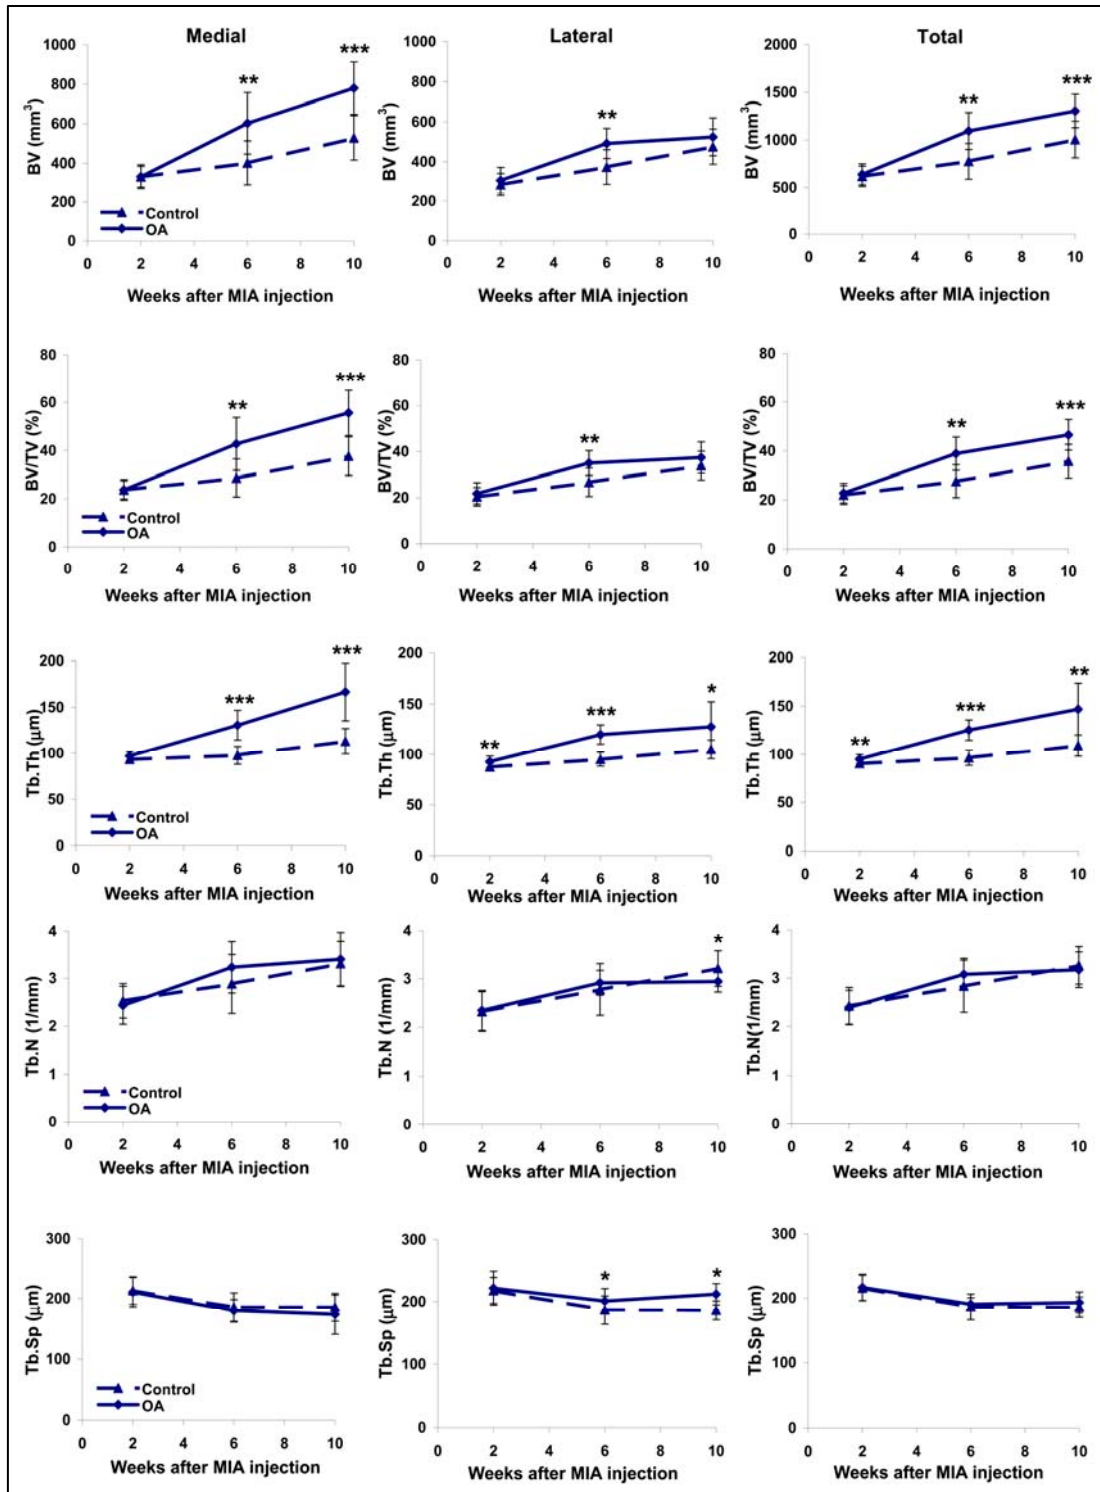 Medial
Lateral
Total
BV (mm³)
1000
800
600
400
200
0
** ***
Control
OA
0 2 4 6 8 10
Weeks after MIA injection
BV (mm³)
1000
800
600
400
200
0
**
0 2 4 6 8 10
Weeks after MIA injection
BV (mm³)
2000
1500
1000
500
0
** ***
0 2 4 6 8 10
Weeks after MIA injection
BV/TV (%)
80
60
40
20
0
** ***
Control
OA
0 2 4 6 8 10
Weeks after MIA injection
BV/TV (%)
80
60
40
20
0
**
0 2 4 6 8 10
Weeks after MIA injection
BV/TV (%)
80
60
40
20
0
** ***
0 2 4 6 8 10
Weeks after MIA injection
Tb.Th (µm)
200
150
100
50
0
*** ***
Control
OA
0 2 4 6 8 10
Weeks after MIA injection
Tb.Th (µm)
200
150
100
50
0
** *** *
0 2 4 6 8 10
Weeks after MIA injection
Tb.Th (µm)
200
150
100
50
0
** *** **
0 2 4 6 8 10
Weeks after MIA injection
Tb.N (1/mm)
4
3
2
1
0
Control
OA
0 2 4 6 8 10
Weeks after MIA injection
Tb.N (1/mm)
4
3
2
1
0
*
0 2 4 6 8 10
Weeks after MIA injection
Tb.N(1/mm)
4
3
2
1
0
0 2 4 6 8 10
Weeks after MIA injection
Tb.Sp (µm)
300
200
100
0
Control
OA
0 2 4 6 8 10
Weeks after MIA injection
Tb.Sp (µm)
300
200
100
0
* *
0 2 4 6 8 10
Weeks after MIA injection
Tb.Sp (µm)
300
200
100
0
0 2 4 6 8 10
Weeks after MIA injection